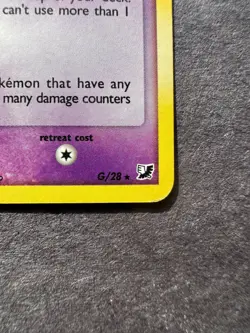 can't use more than 1
kémon that have any
many damage counters
retreat cost
G/28 ★